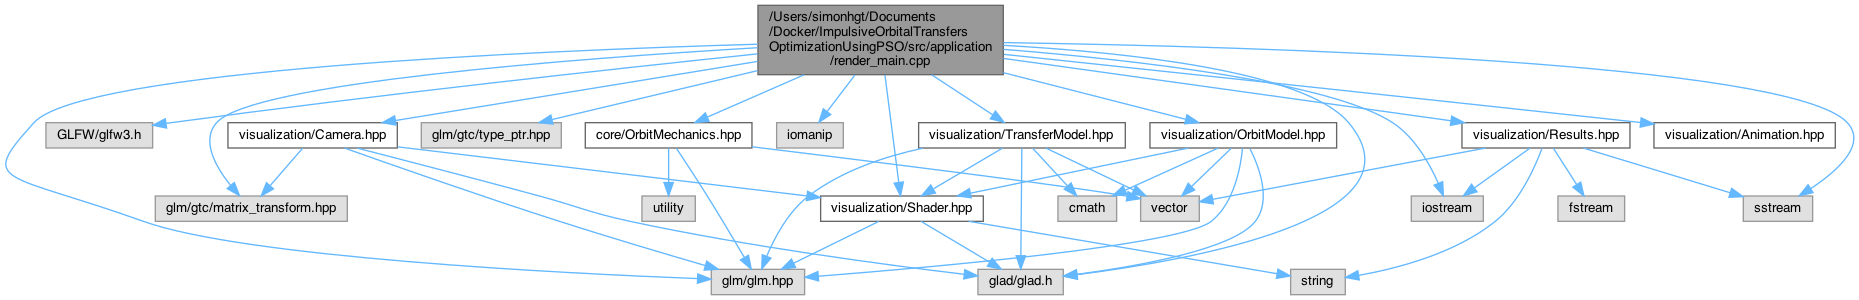 /Users/simonhgt/Documents
/Docker/ImpulsiveOrbitalTransfers
OptimizationUsingPSO/src/application
/render_main.cpp
GLFW/glfw3.h
visualization/Camera.hpp
glm/gtc/type_ptr.hpp
core/OrbitMechanics.hpp
iomanip
visualization/TransferModel.hpp
visualization/OrbitModel.hpp
visualization/Results.hpp
visualization/Animation.hpp
glm/gtc/matrix_transform.hpp
utility
visualization/Shader.hpp
cmath
vector
iostream
fstream
sstream
glm/glm.hpp
glad/glad.h
string